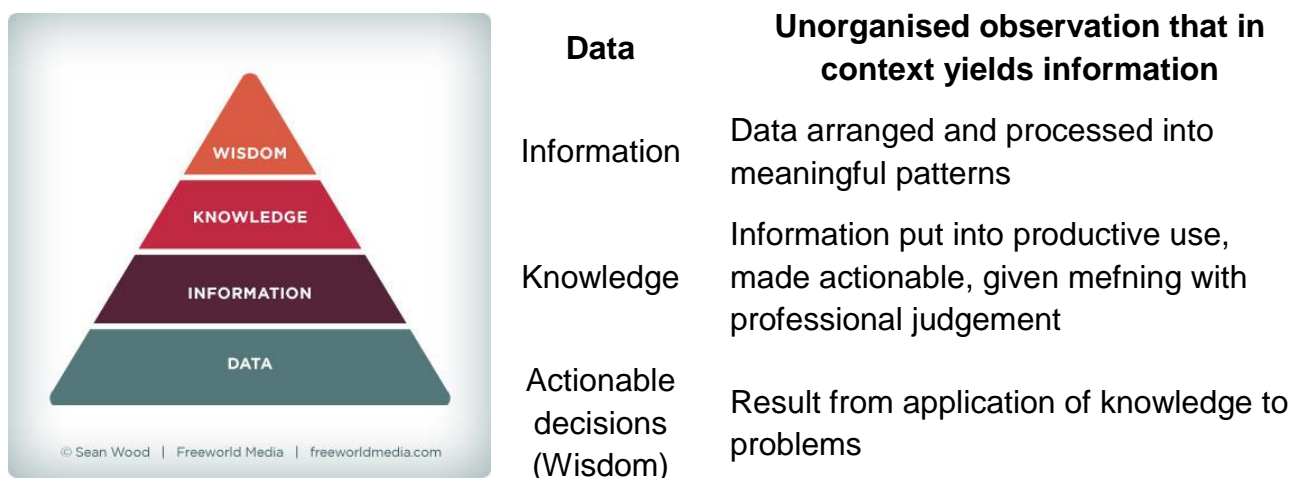 WISDOM
KNOWLEDGE
INFORMATION
DATA
© Sean Wood | Freeworld Media | freeworldmedia.com
Data
Unorganised observation that in
context yields information
Information
Data arranged and processed into
meaningful patterns
Knowledge
Information put into productive use,
made actionable, given mefning with
professional judgement
Actionable
decisions
(Wisdom)
Result from application of knowledge to
problems